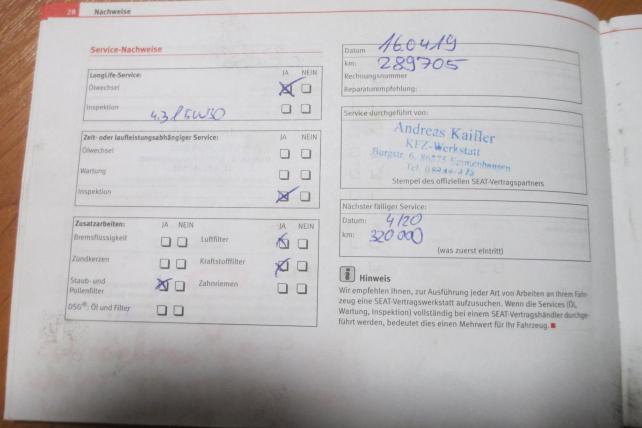 28 Nachweise
Service-Nachweise
LongLife-Service: JA NEIN
Ölwechsel
Inspektion
4,3 l 5W30
Zeit- oder laufleistungsabhängiger Service: JA NEIN
Ölwechsel
Wartung
Inspektion
Zusatzarbeiten: JA NEIN JA NEIN
Bremsflüssigkeit Luftfilter
Zündkerzen Kraftstofffilter
Staub- und
Pollenfilter Zahnriemen
DSG®: Öl und Filter
Datum 16.04.19
km: 289705
Rechnungsnummer
Reparaturempfehlung:
Service durchgeführt von:
Andreas Kaifler
KFZ-Werkstatt
Burgstr. 6, 86275
Tel.
Stempel des offiziellen SEAT-Vertragspartners
Nächster fälliger Service:
Datum: 4/20
km: 320 000
(was zuerst eintritt)
i Hinweis
Wir empfehlen Ihnen, zur Ausführung jeder Art von Arbeiten an Ihrem Fahr-
zeug eine SEAT-Vertragswerkstatt aufzusuchen. Wenn die Services (Öl,
Wartung, Inspektion) vollständig bei einem SEAT-Vertragshändler durchge-
führt werden, bedeutet dies einen Mehrwert für Ihr Fahrzeug.